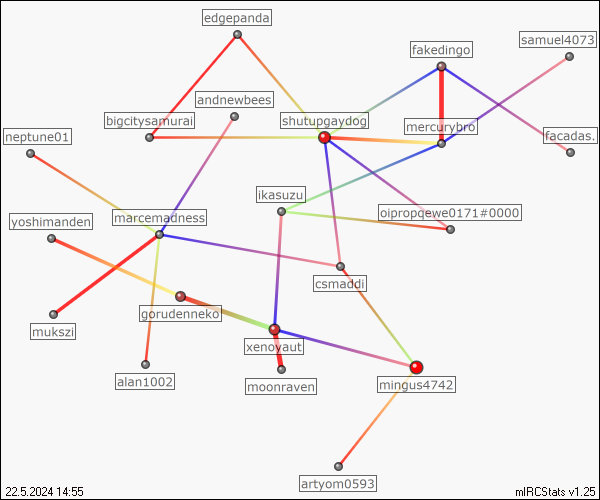 edgepanda
samuel4073
fakedingo
andnewbees
bigcitysamurai
shutupgaydog
mercurybro
facadas.
neptune01
ikasuzu
marcemadness
oipropqewe0171#0000
yoshimanden
csmaddi
gorudenneko
mukszi
xenoyaut
alan1002
moonraven
mingus4742
artyom0593
22.5.2024 14:55
mIRCStats v1.25